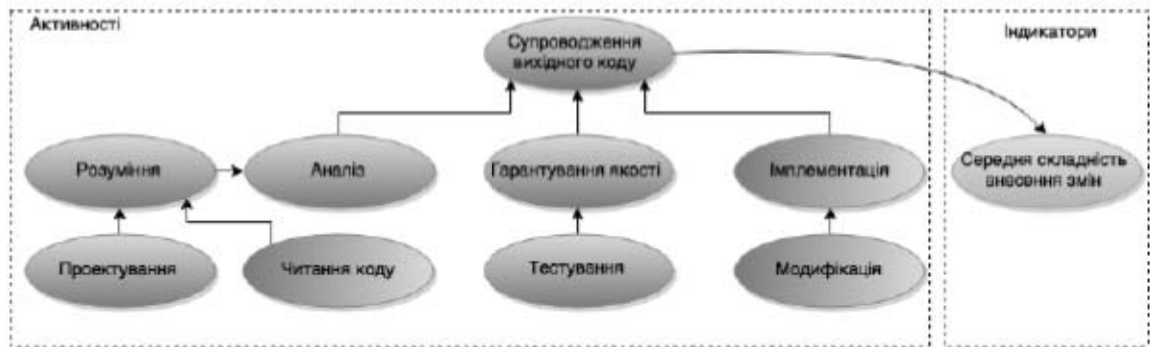 Активності
Індикатори
Супроводження
вихідного коду
Розуміння
Аналіз
Гарантування якості
Імплементація
Середня складність
внесення змін
Проектування
Читання коду
Тестування
Модифікація